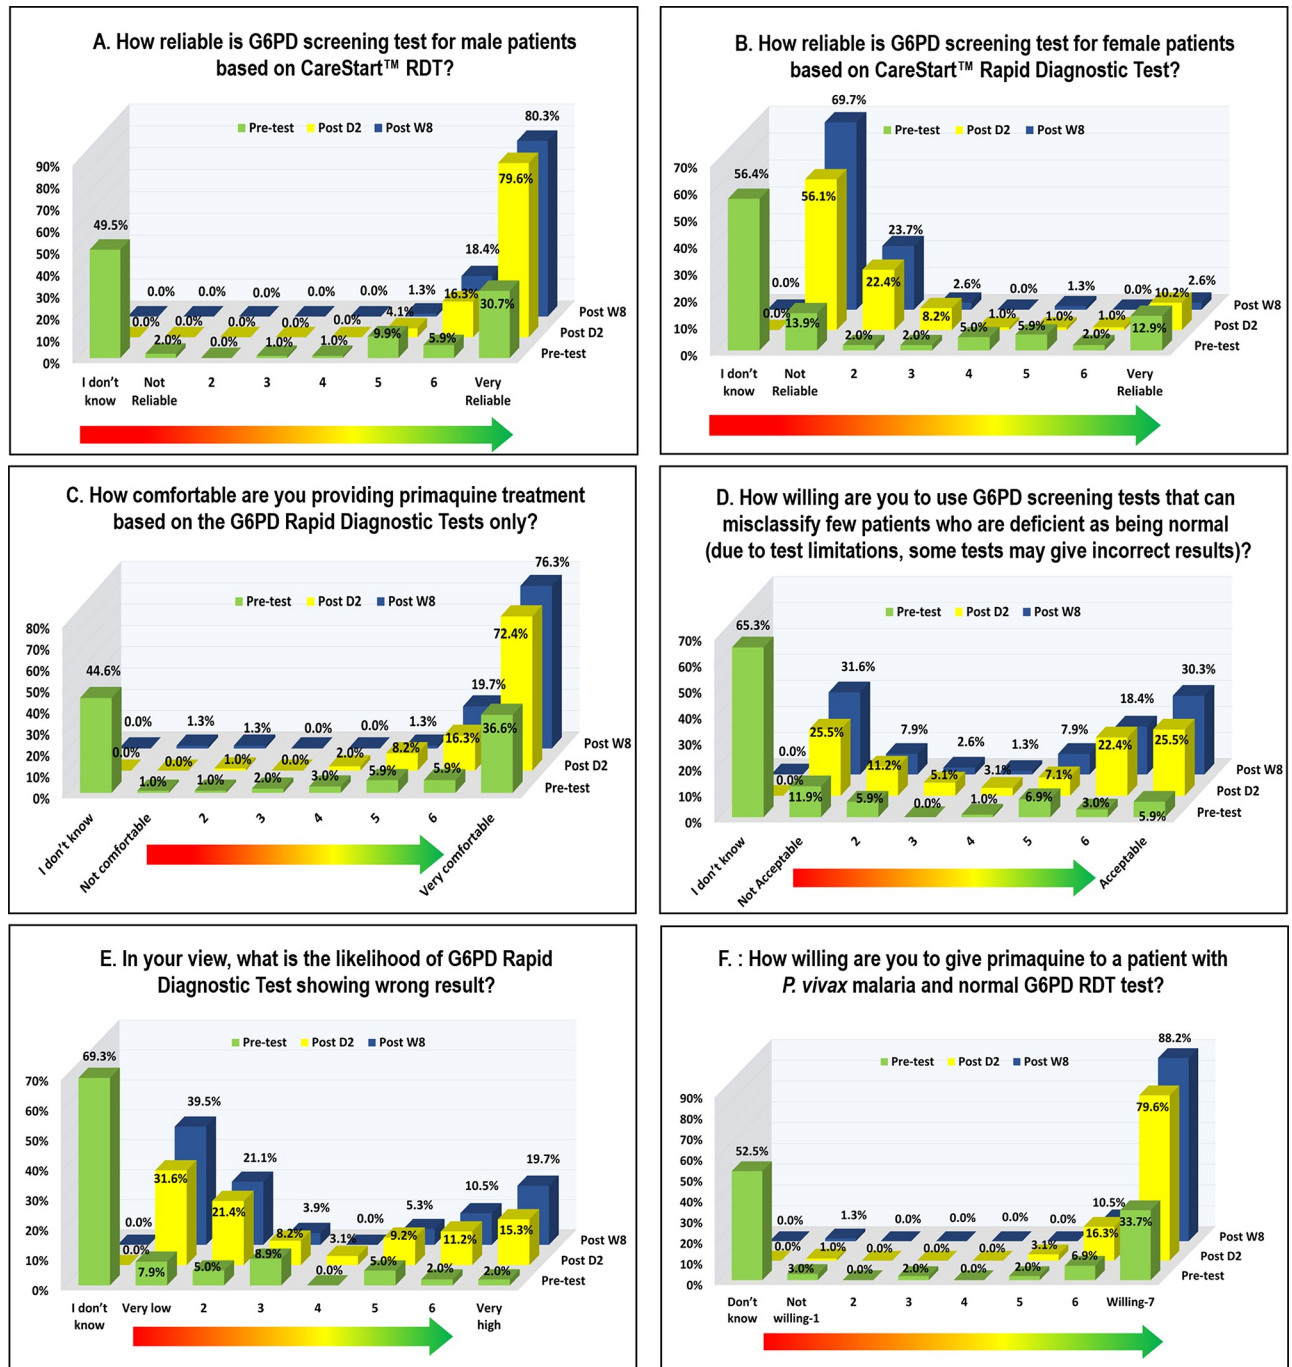 A. How reliable is G6PD screening test for male patients
based on CareStart™ RDT?
Pre-test Post D2 Post W8
90%
80%
70%
60%
50%
40%
30%
20%
10%
0%
49.5% 2.0% 0.0% 1.0% 1.0% 9.9% 5.9% 30.7%
0.0% 0.0% 0.0% 0.0% 0.0% 4.1% 16.3% 79.6%
0.0% 0.0% 0.0% 0.0% 0.0% 1.3% 18.4% 80.3%
Post W8
Post D2
Pre-test
I don't Not 2 3 4 5 6 Very
know Reliable Reliable
B. How reliable is G6PD screening test for female patients
based on CareStart™ Rapid Diagnostic Test?
Pre-test Post D2 Post W8
70%
60%
50%
40%
30%
20%
10%
0%
56.4% 13.9% 2.0% 2.0% 5.0% 5.9% 2.0% 12.9%
0.0% 56.1% 22.4% 8.2% 1.0% 1.0% 1.0% 10.2%
0.0% 69.7% 23.7% 2.6% 0.0% 1.3% 0.0% 2.6%
Post W8
Post D2
Pre-test
I don't Not 2 3 4 5 6 Very
know Reliable Reliable
C. How comfortable are you providing primaquine treatment
based on the G6PD Rapid Diagnostic Tests only?
Pre-test Post D2 Post W8
80%
70%
60%
50%
40%
30%
20%
10%
0%
44.6% 1.0% 1.0% 2.0% 3.0% 5.9% 5.9% 36.6%
0.0% 0.0% 1.0% 0.0% 2.0% 8.2% 16.3% 72.4%
0.0% 1.3% 1.3% 0.0% 0.0% 1.3% 19.7% 76.3%
Post W8
Post D2
Pre-test
I don't know Not comfortable 2 3 4 5 6 Very comfortable
D. How willing are you to use G6PD screening tests that can
misclassify few patients who are deficient as being normal
(due to test limitations, some tests may give incorrect results)?
Pre-test Post D2 Post W8
70%
60%
50%
40%
30%
20%
10%
0%
65.3% 11.9% 5.9% 0.0% 1.0% 6.9% 3.0% 5.9%
0.0% 25.5% 11.2% 5.1% 3.1% 7.1% 22.4% 25.5%
0.0% 31.6% 7.9% 2.6% 1.3% 7.9% 18.4% 30.3%
Post W8
Post D2
Pre-test
I don't know Not Acceptable 2 3 4 5 6 Acceptable
E. In your view, what is the likelihood of G6PD Rapid
Diagnostic Test showing wrong result?
Pre-test Post D2 Post W8
70%
60%
50%
40%
30%
20%
10%
0%
69.3% 7.9% 5.0% 8.9% 0.0% 5.0% 2.0% 2.0%
0.0% 31.6% 21.4% 8.2% 3.1% 9.2% 11.2% 15.3%
0.0% 39.5% 21.1% 3.9% 0.0% 5.3% 10.5% 19.7%
Post W8
Post D2
Pre-test
I don't Very low 2 3 4 5 6 Very
know high
F. : How willing are you to give primaquine to a patient with
P. vivax malaria and normal G6PD RDT test?
Pre-test Post D2 Post W8
90%
80%
70%
60%
50%
40%
30%
20%
10%
0%
52.5% 3.0% 0.0% 2.0% 0.0% 2.0% 6.9% 33.7%
0.0% 1.0% 0.0% 0.0% 0.0% 3.1% 16.3% 79.6%
0.0% 1.3% 0.0% 0.0% 0.0% 0.0% 10.5% 88.2%
Post W8
Post D2
Pre-test
Don't Not 2 3 4 5 6 Willing-7
know willing-1